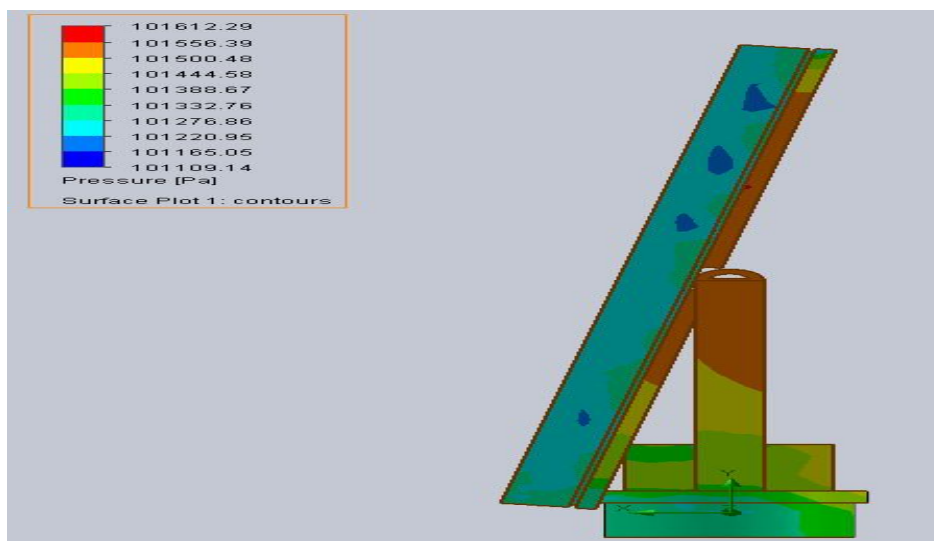 101612.29
101556.39
101500.48
101444.58
101388.67
101332.76
101276.86
101220.95
101165.05
101109.14
Pressure [Pa]
Surface Plot 1: contours
Y
X